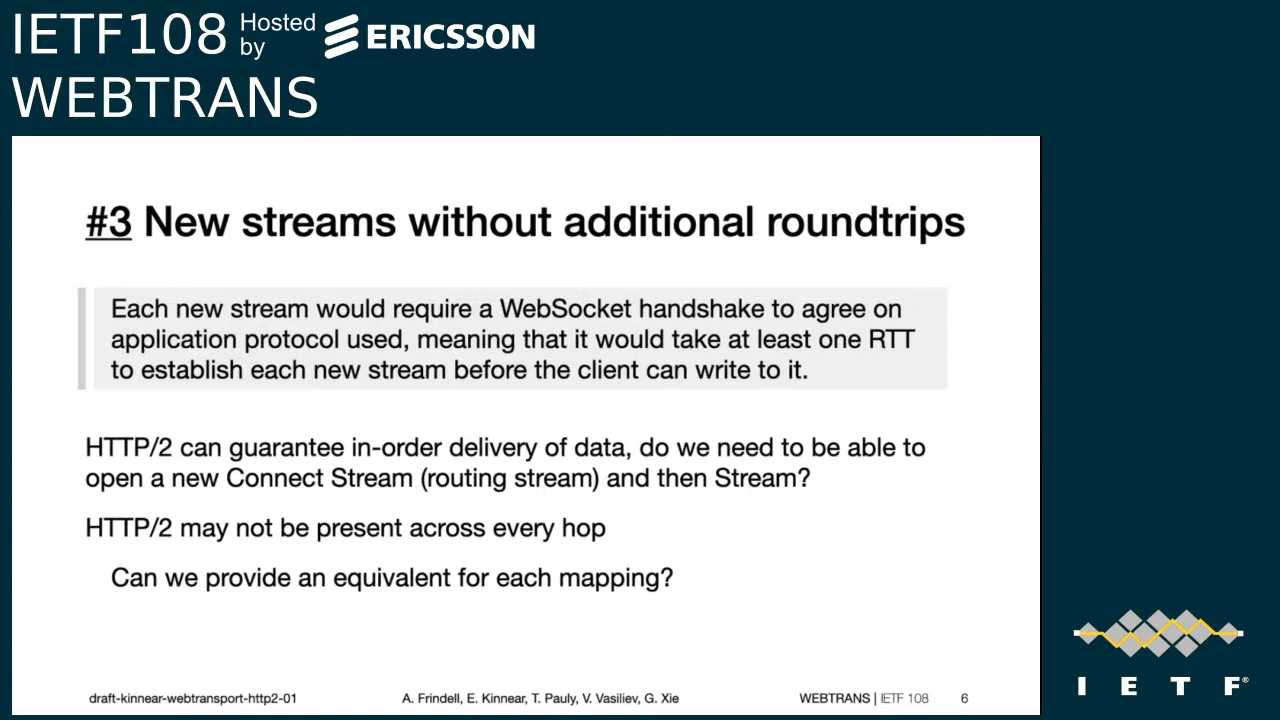 IETF108 Hosted by ERICSSON
WEBTRANS
#3 New streams without additional roundtrips
Each new stream would require a WebSocket handshake to agree on
application protocol used, meaning that it would take at least one RTT
to establish each new stream before the client can write to it.
HTTP/2 can guarantee in-order delivery of data, do we need to be able to
open a new Connect Stream (routing stream) and then Stream?
HTTP/2 may not be present across every hop
Can we provide an equivalent for each mapping?
draft-kinnear-webtransport-http2-01 A. Frindell, E. Kinnear, T. Pauly, V. Vasiliev, G. Xie WEBTRANS | IETF 108 6
I E T F®